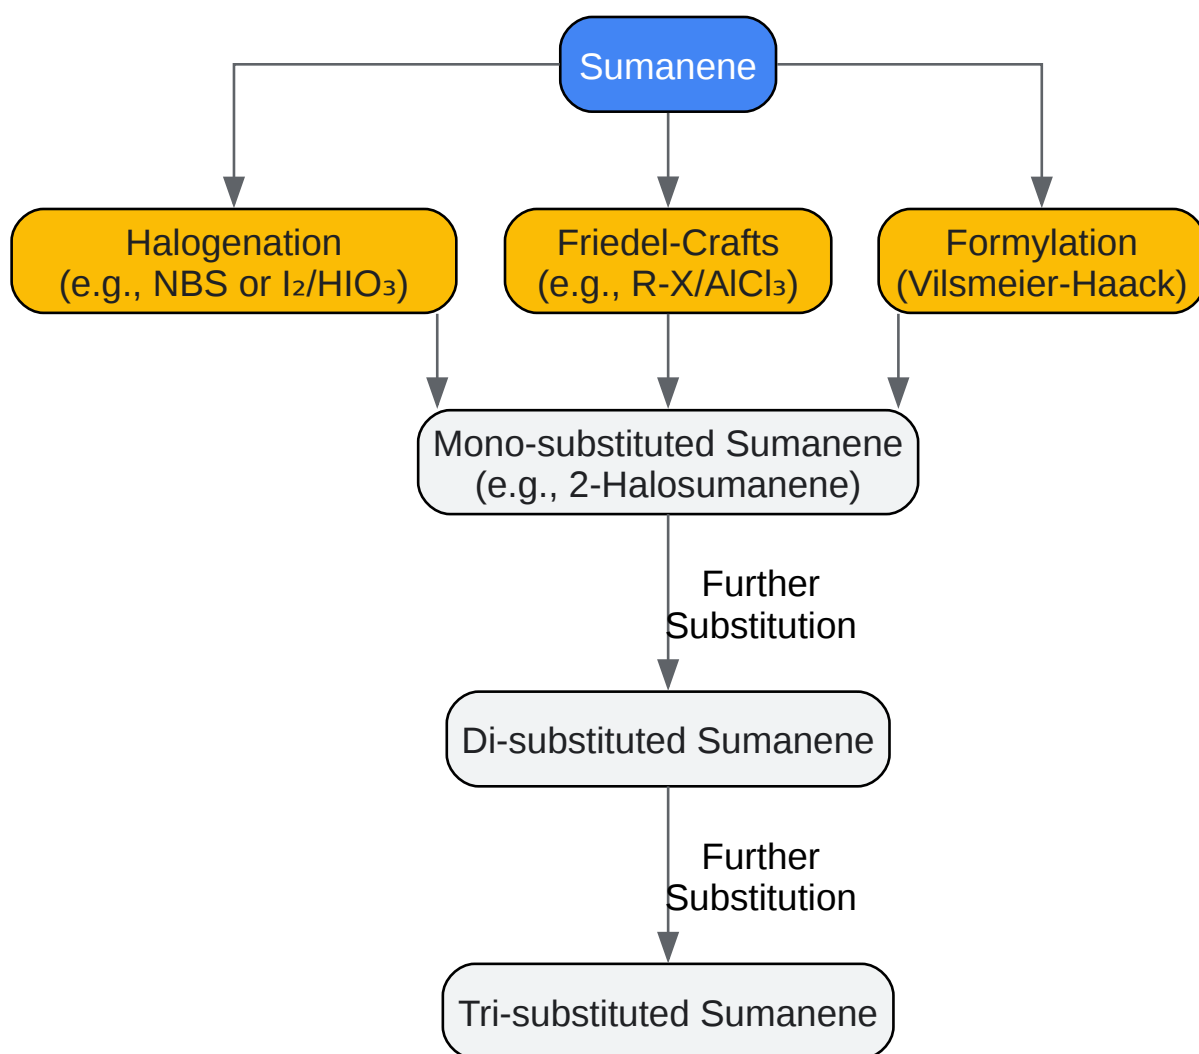 Sumanene
Halogenation
(e.g., NBS or I₂/HIO₃)
Friedel-Crafts
(e.g., R-X/AlCl₃)
Formylation
(Vilsmeier-Haack)
Mono-substituted Sumanene
(e.g., 2-Halosumanene)
Further
Substitution
Di-substituted Sumanene
Further
Substitution
Tri-substituted Sumanene